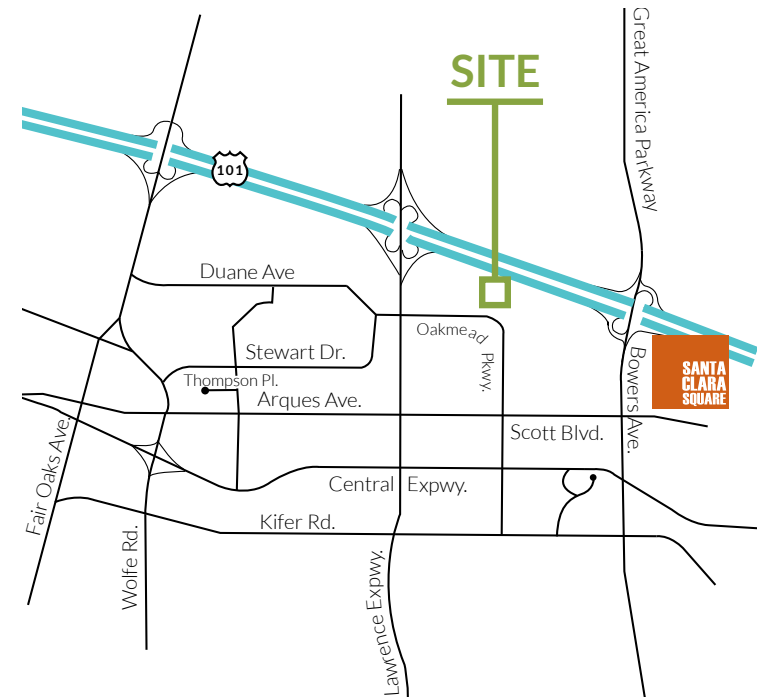 SITE
Great America Parkway
101
Duane Ave
Oakmead
Pkwy.
Stewart Dr.
Thompson Pl.
Arques Ave.
Bowers Ave.
SANTA
CLARA
SQUARE
Scott Blvd.
Fair Oaks Ave.
Central Expwy.
Kifer Rd.
Wolfe Rd.
Lawrence Expwy.